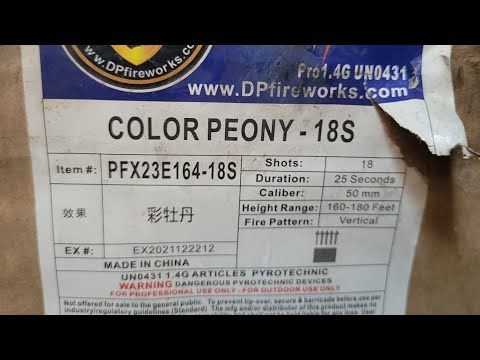 www.DPfireworks.com
Pro1.4G UN0431
www.DPfireworks.com
COLOR PEONY - 18S
Item #: PFX23E164-18S
Shots: 18
Duration: 25 Seconds
Caliber: 50 mm
Height Range: 160-180 Feet
Fire Pattern: Vertical
效果 彩牡丹
EX #: EX2021122212
MADE IN CHINA
UN0431 1.4G ARTICLES PYROTECHNIC
WARNING DANGEROUS PYROTECHNIC DEVICES
FOR PROFESSIONAL USE ONLY - FOR OUTDOOR USE ONLY
Not offered for sale to the general public. To prevent tip-over, secure & barricade before use as per
industry/regulatory guidelines (Standard). The mfg and/or distributor of this product